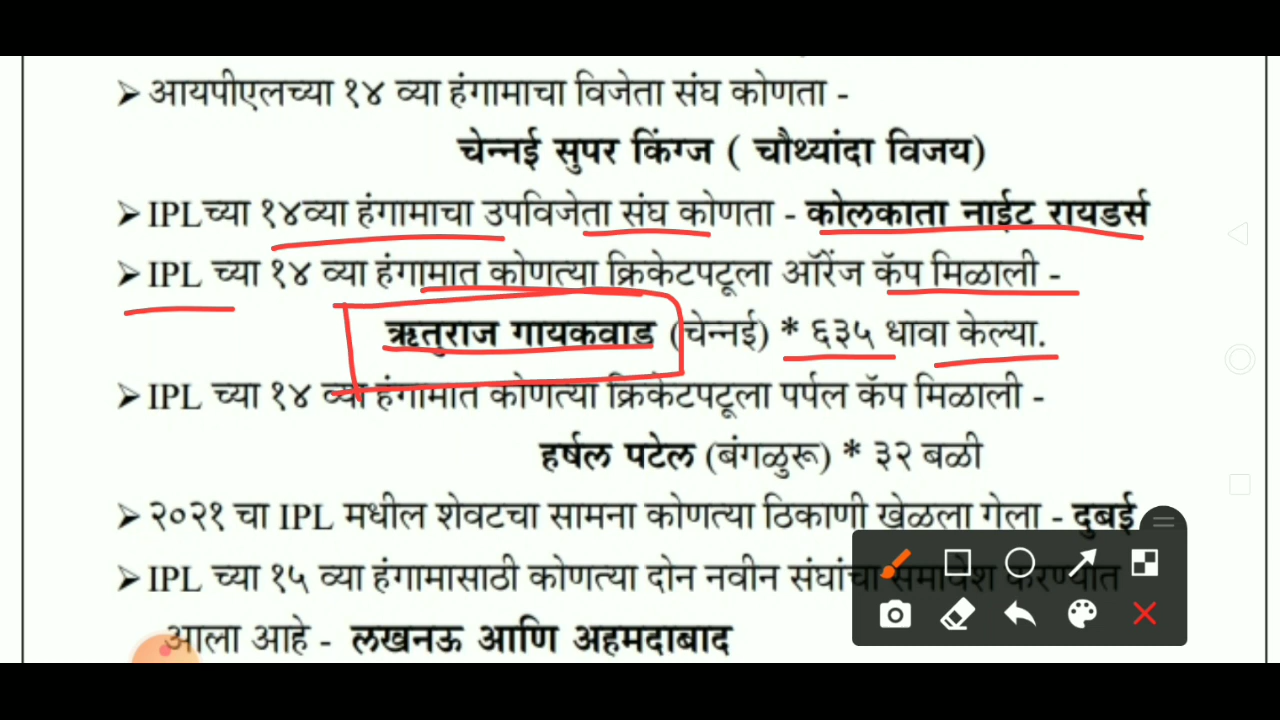 ➤ आयपीएलच्या १४ व्या हंगामाचा विजेता संघ कोणता -
चेन्नई सुपर किंग्ज ( चौथ्यांदा विजय)
➤ IPLच्या १४व्या हंगामाचा उपविजेता संघ कोणता - कोलकाता नाईट रायडर्स
➤ IPL च्या १४ व्या हंगामात कोणत्या क्रिकेटपटूला ऑरेंज कॅप मिळाली -
ऋतुराज गायकवाड (चेन्नई) * ६३५ धावा केल्या.
➤ IPL च्या १४ व्या हंगामात कोणत्या क्रिकेटपटूला पर्पल कॅप मिळाली -
हर्षल पटेल (बंगळुरू) * ३२ बळी
➤ २०२१ चा IPL मधील शेवटचा सामना कोणत्या ठिकाणी खेळला गेला - दुबई
➤ IPL च्या १५ व्या हंगामासाठी कोणत्या दोन नवीन संघांचा समावेश करण्यात
आला आहे - लखनऊ आणि अहमदाबाद